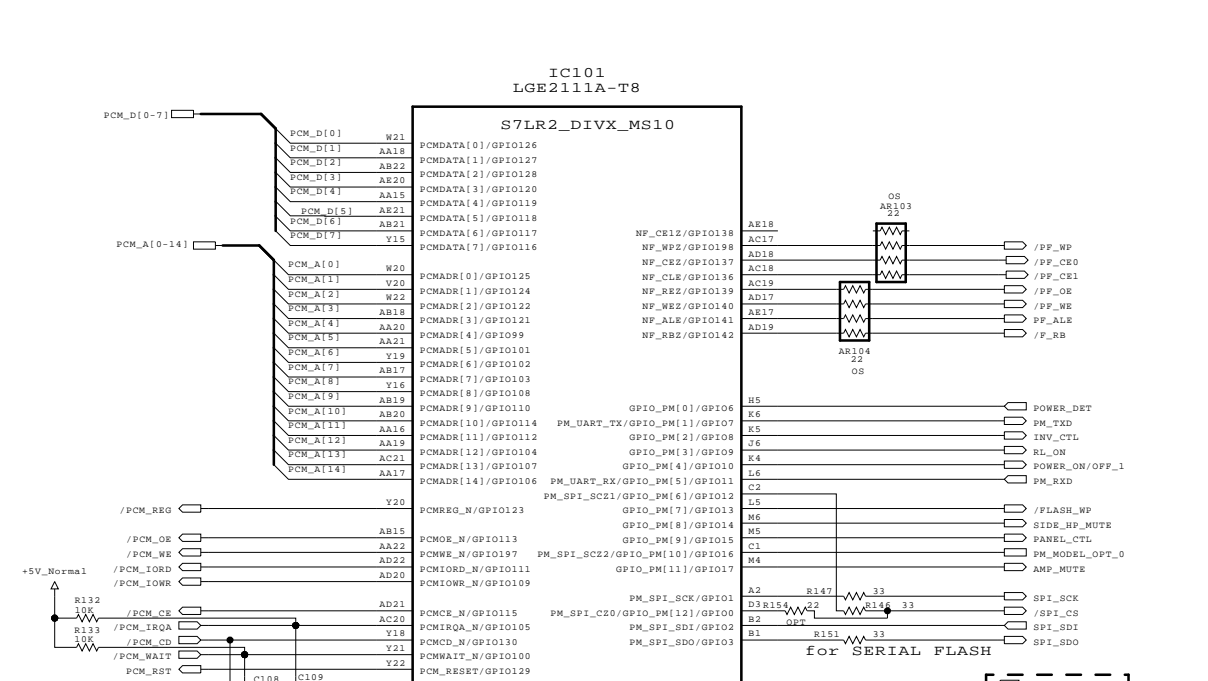 IC101
LGE2111A-T8
S7LR2_DIVX_MS10
PCM_D[0-7]
PCM_D[0] W21 PCMDATA[0]/GPIO126
PCM_D[1] AA18 PCMDATA[1]/GPIO127
PCM_D[2] AB22 PCMDATA[2]/GPIO128
PCM_D[3] AE20 PCMDATA[3]/GPIO120
PCM_D[4] AA15 PCMDATA[4]/GPIO119
PCM_D[5] AE21 PCMDATA[5]/GPIO118
PCM_D[6] AB21 PCMDATA[6]/GPIO117
PCM_D[7] Y15 PCMDATA[7]/GPIO116
PCM_A[0-14]
PCM_A[0] W20 PCMADR[0]/GPIO125
PCM_A[1] V20 PCMADR[1]/GPIO124
PCM_A[2] W22 PCMADR[2]/GPIO122
PCM_A[3] AB18 PCMADR[3]/GPIO121
PCM_A[4] AA20 PCMADR[4]/GPIO99
PCM_A[5] AA21 PCMADR[5]/GPIO101
PCM_A[6] Y19 PCMADR[6]/GPIO102
PCM_A[7] AB17 PCMADR[7]/GPIO103
PCM_A[8] Y16 PCMADR[8]/GPIO108
PCM_A[9] AB19 PCMADR[9]/GPIO110
PCM_A[10] AB20 PCMADR[10]/GPIO114
PCM_A[11] AA16 PCMADR[11]/GPIO112
PCM_A[12] AA19 PCMADR[12]/GPIO104
PCM_A[13] AC21 PCMADR[13]/GPIO107
PCM_A[14] AA17 PCMADR[14]/GPIO106
/PCM_REG Y20 PCMREG_N/GPIO123
/PCM_OE AB15 PCMOE_N/GPIO113
/PCM_WE AA22 PCMWE_N/GPIO197
/PCM_IORD AD22 PCMIORD_N/GPIO111
/PCM_IOWR AD20 PCMIOWR_N/GPIO109
+5V_Normal
R132
10K
R133
10K
/PCM_CE AD21 PCMCE_N/GPIO115
/PCM_IRQA AC20 PCMIRQA_N/GPIO105
/PCM_CD Y18 PCMCD_N/GPIO130
/PCM_WAIT Y21 PCMWAIT_N/GPIO100
PCM_RST Y22 PCM_RESET/GPIO129
C108
C109
OS
AR103
22
NF_CE1Z/GPIO138 AE18
NF_WPZ/GPIO198 AC17 /PF_WP
NF_CEZ/GPIO137 AD18 /PF_CE0
NF_CLE/GPIO136 AC18 /PF_CE1
NF_REZ/GPIO139 AC19 /PF_OE
NF_WEZ/GPIO140 AD17 /PF_WE
NF_ALE/GPIO141 AE17 PF_ALE
NF_RBZ/GPIO142 AD19 /F_RB
AR104
22
OS
GPIO_PM[0]/GPIO6 H5 POWER_DET
PM_UART_TX/GPIO_PM[1]/GPIO7 K6 PM_TXD
GPIO_PM[2]/GPIO8 K5 INV_CTL
GPIO_PM[3]/GPIO9 J6 RL_ON
GPIO_PM[4]/GPIO10 K4 POWER_ON/OFF_1
PM_UART_RX/GPIO_PM[5]/GPIO11 L6 PM_RXD
PM_SPI_SCZ1/GPIO_PM[6]/GPIO12 C2
GPIO_PM[7]/GPIO13 L5 /FLASH_WP
GPIO_PM[8]/GPIO14 M6 SIDE_HP_MUTE
GPIO_PM[9]/GPIO15 M5 PANEL_CTL
PM_SPI_SCZ2/GPIO_PM[10]/GPIO16 C1 PM_MODEL_OPT_0
GPIO_PM[11]/GPIO17 M4 AMP_MUTE
PM_SPI_SCK/GPIO1 A2 R147 33 SPI_SCK
PM_SPI_CZ0/GPIO_PM[12]/GPIO0 D3 R154 22 R146 33 /SPI_CS
OPT
PM_SPI_SDI/GPIO2 B2 SPI_SDI
PM_SPI_SDO/GPIO3 B1 R151 33 SPI_SDO
for SERIAL FLASH